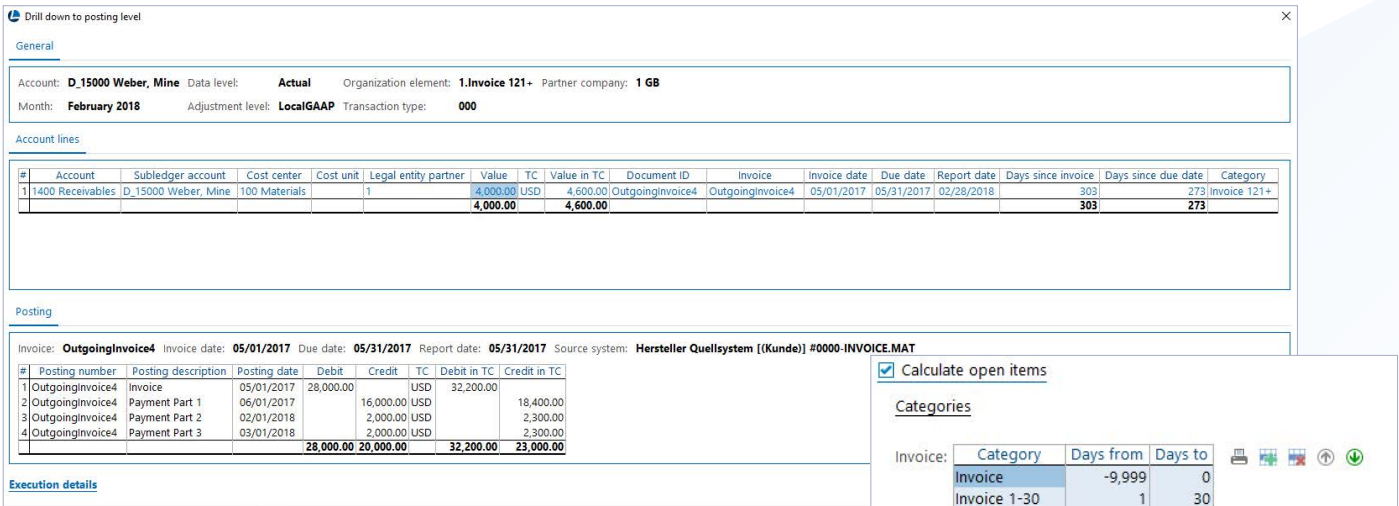 Drill down to posting level
General
Account: D_15000 Weber, Mine Data level: Actual Organization element: 1.Invoice 121+ Partner company: 1 GB
Month: February 2018 Adjustment level: LocalGAAP Transaction type: 000
Account lines
# Account Subledger account Cost center Cost unit Legal entity partner Value TC Value in TC Document ID Invoice Invoice date Due date Report date Days since invoice Days since due date Category
1 1400 Receivables D_15000 Weber, Mine 100 Materials 1 4,000.00 USD 4,600.00 OutgoingInvoice4 OutgoingInvoice4 05/01/2017 05/31/2017 02/28/2018 303 273 Invoice 121+
4,000.00 4,600.00 303 273
Posting
Invoice: OutgoingInvoice4 Invoice date: 05/01/2017 Due date: 05/31/2017 Report date: 05/31/2017 Source system: Hersteller Quellsystem [(Kunde)] #0000-INVOICE.MAT
# Posting number Posting description Posting date Debit Credit TC Debit in TC Credit in TC
1 OutgoingInvoice4 Invoice 05/01/2017 28,000.00 USD 32,200.00
2 OutgoingInvoice4 Payment Part 1 06/01/2017 16,000.00 USD 18,400.00
3 OutgoingInvoice4 Payment Part 2 02/01/2018 2,000.00 USD 2,300.00
4 OutgoingInvoice4 Payment Part 3 03/01/2018 2,000.00 USD 2,300.00
28,000.00 20,000.00 32,200.00 23,000.00
Execution details
Calculate open items
Categories
Invoice: Category Days from Days to
Invoice -9,999 0
Invoice 1-30 1 30